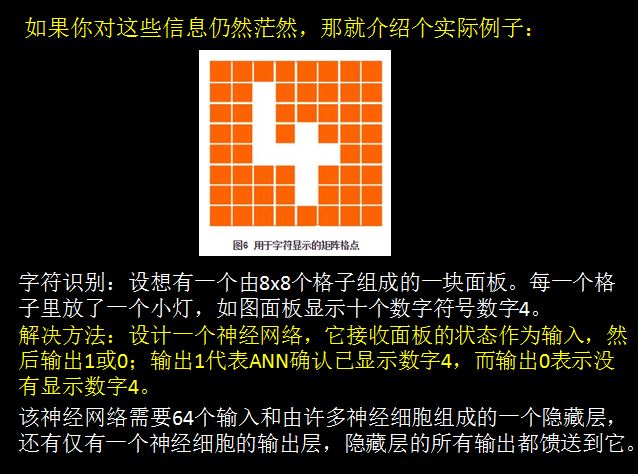 如果你对这些信息仍然茫然，那就介绍个实际例子：
图6 用于字符显示的矩阵格点
字符识别：设想有一个由8x8个格子组成的一块面板。每一个格
子里放了一个小灯，如图面板显示十个数字符号数字4。
解决方法：设计一个神经网络，它接收面板的状态作为输入，然
后输出1或0；输出1代表ANN确认已显示数字4，而输出0表示没
有显示数字4。
该神经网络需要64个输入和由许多神经细胞组成的一个隐藏层，
还有仅有一个神经细胞的输出层，隐藏层的所有输出都馈送到它。